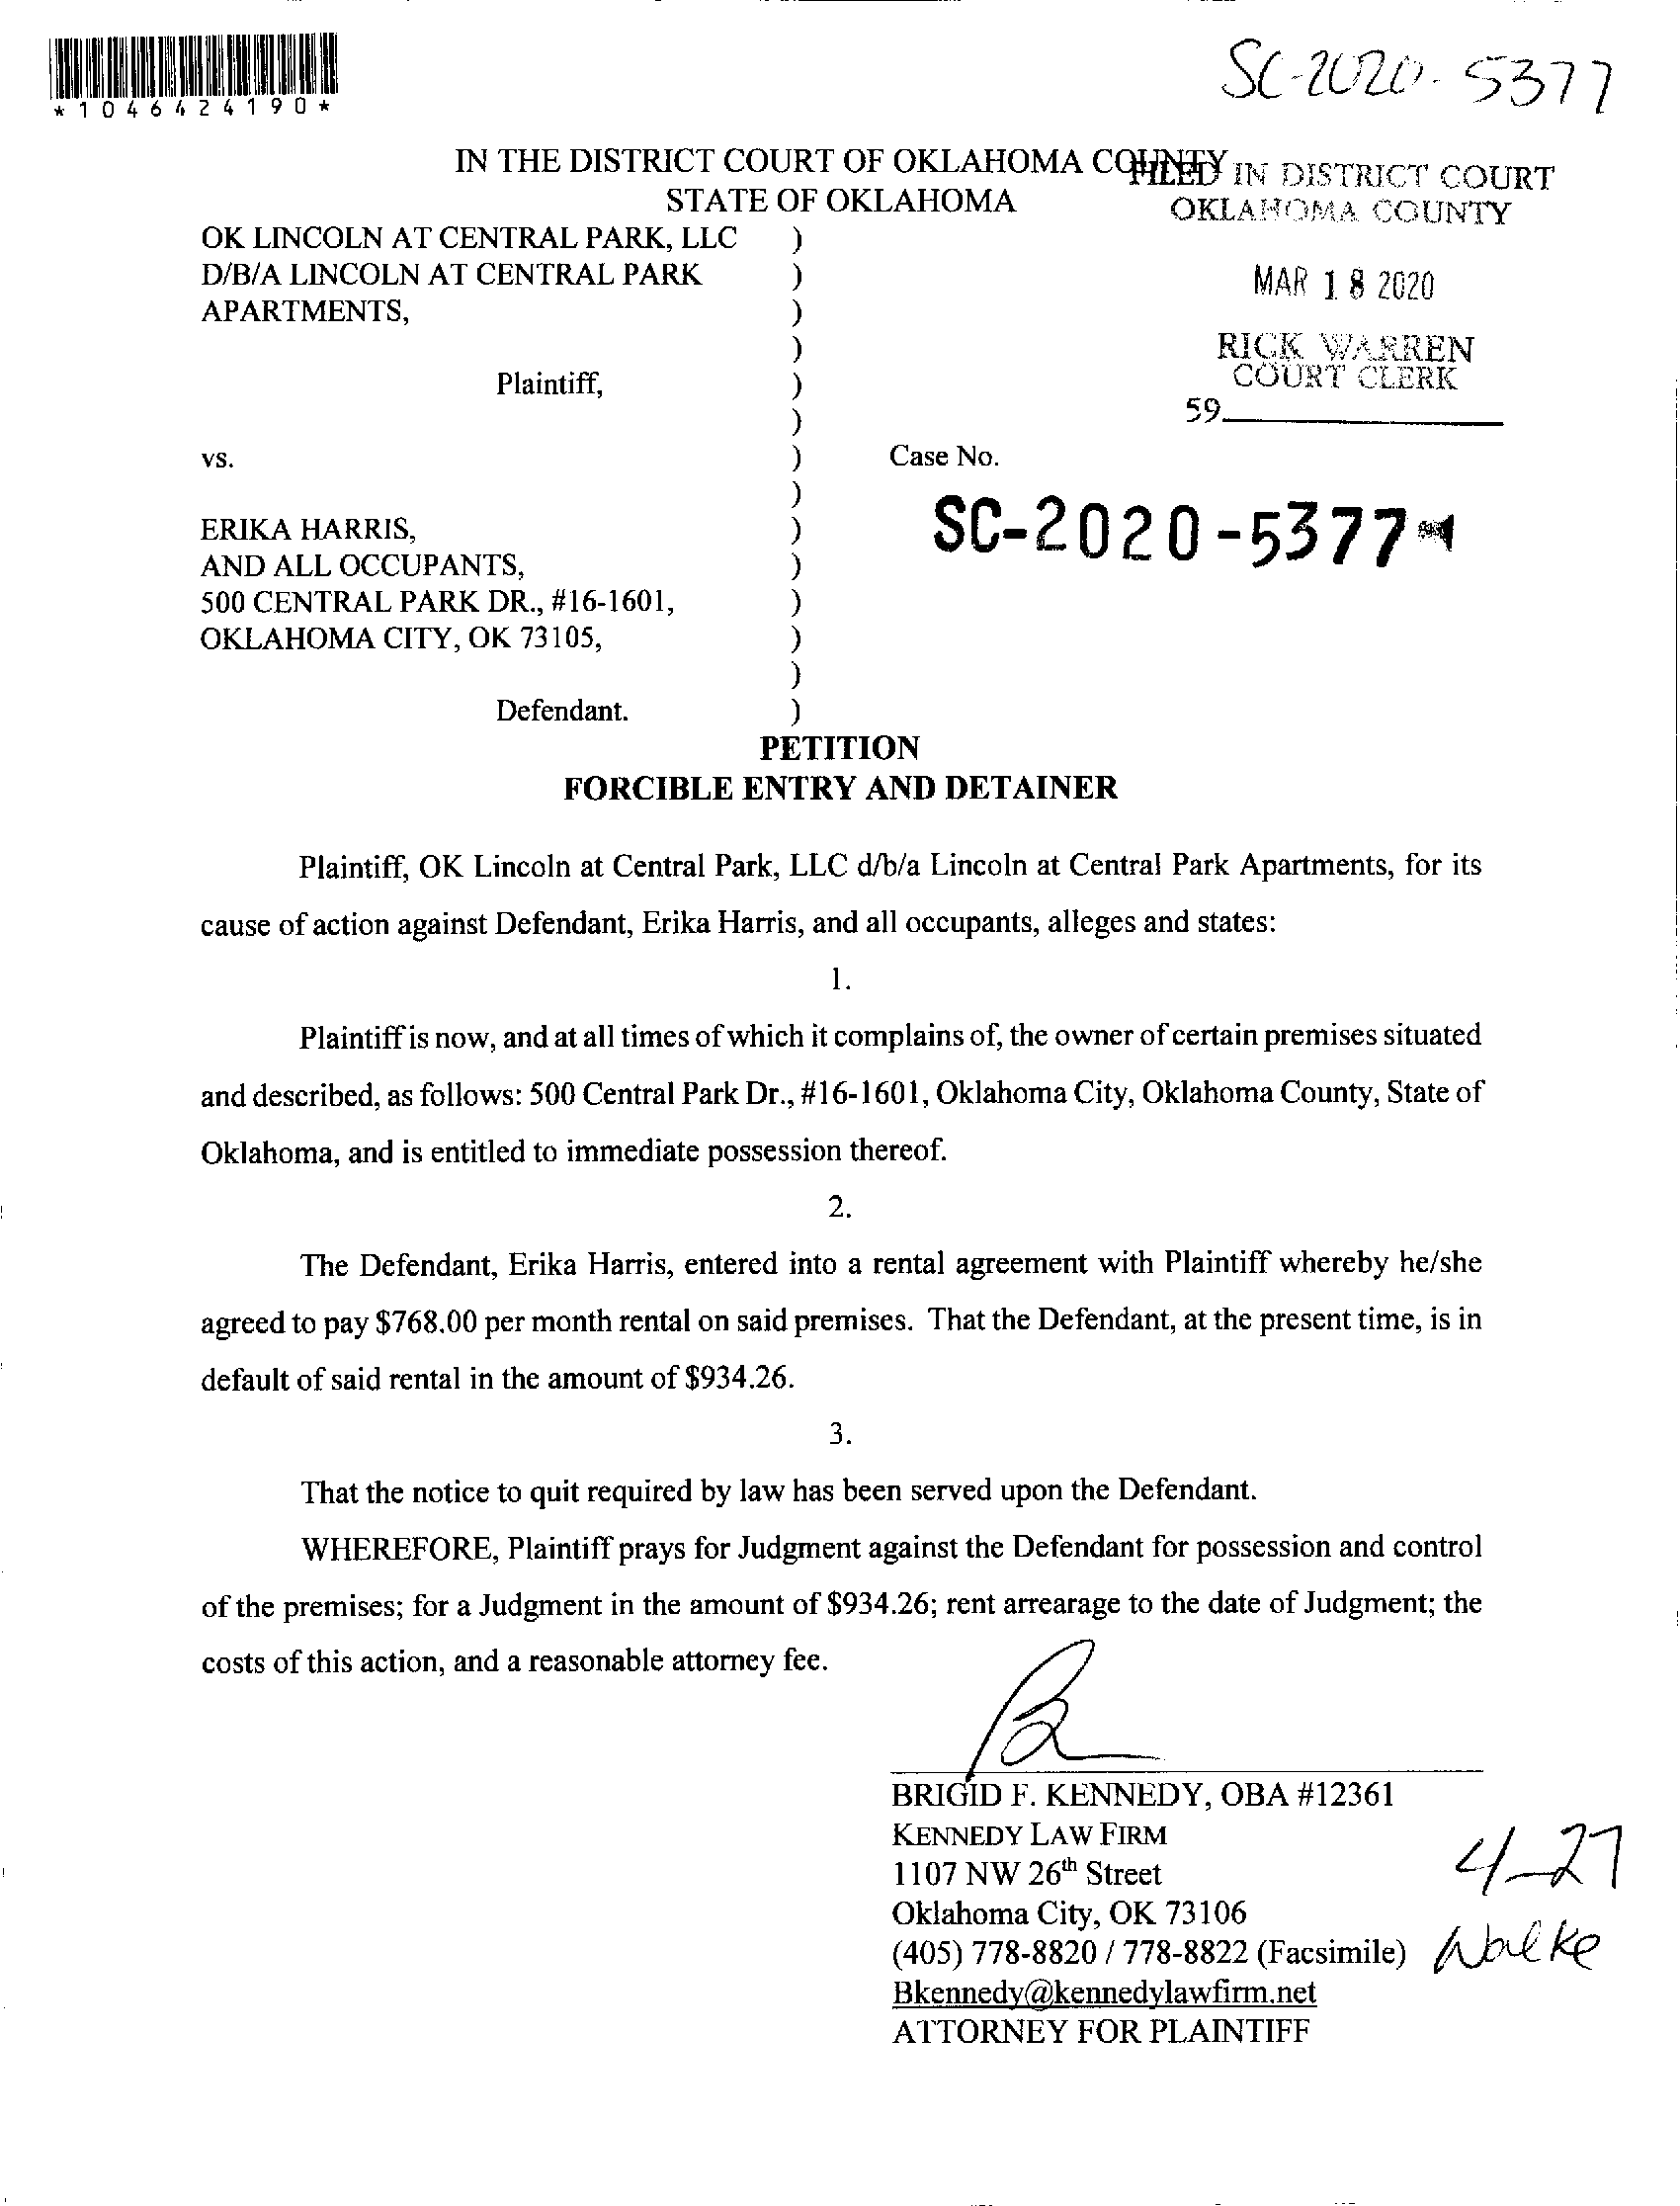 *1046424190*
SC-2020-5377
IN THE DISTRICT COURT OF OKLAHOMA COUNTY
STATE OF OKLAHOMA
FILED IN DISTRICT COURT
OKLAHOMA COUNTY
MAR 18 2020
RICK WARREN
COURT CLERK
59
OK LINCOLN AT CENTRAL PARK, LLC )
D/B/A LINCOLN AT CENTRAL PARK )
APARTMENTS, )
)
Plaintiff, )
)
vs. ) Case No.
)
SC-2020-5377
ERIKA HARRIS, )
AND ALL OCCUPANTS, )
500 CENTRAL PARK DR., #16-1601, )
OKLAHOMA CITY, OK 73105, )
)
Defendant. )
PETITION
FORCIBLE ENTRY AND DETAINER
Plaintiff, OK Lincoln at Central Park, LLC d/b/a Lincoln at Central Park Apartments, for its
cause of action against Defendant, Erika Harris, and all occupants, alleges and states:
1.
Plaintiff is now, and at all times of which it complains of, the owner of certain premises situated
and described, as follows: 500 Central Park Dr., #16-1601, Oklahoma City, Oklahoma County, State of
Oklahoma, and is entitled to immediate possession thereof.
2.
The Defendant, Erika Harris, entered into a rental agreement with Plaintiff whereby he/she
agreed to pay $768.00 per month rental on said premises. That the Defendant, at the present time, is in
default of said rental in the amount of $934.26.
3.
That the notice to quit required by law has been served upon the Defendant.
WHEREFORE, Plaintiff prays for Judgment against the Defendant for possession and control
of the premises; for a Judgment in the amount of $934.26; rent arrearage to the date of Judgment; the
costs of this action, and a reasonable attorney fee.
BRIGID F. KENNEDY, OBA #12361
KENNEDY LAW FIRM
1107 NW 26th Street
Oklahoma City, OK 73106
(405) 778-8820 / 778-8822 (Facsimile)
Bkennedy@kennedylawfirm.net
ATTORNEY FOR PLAINTIFF
4-27
Walke